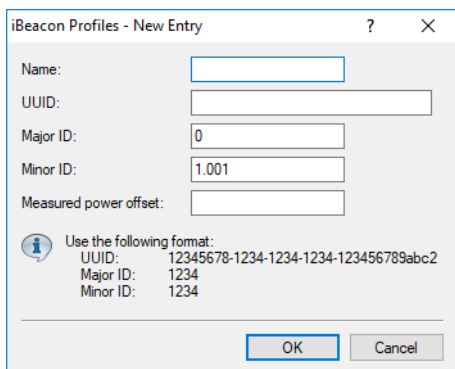 iBeacon Profiles - New Entry ? ×
Name:
UUID:
Major ID: 0
Minor ID: 1.001
Measured power offset:
Use the following format:
UUID: 12345678-1234-1234-1234-123456789abc2
Major ID: 1234
Minor ID: 1234
OK Cancel